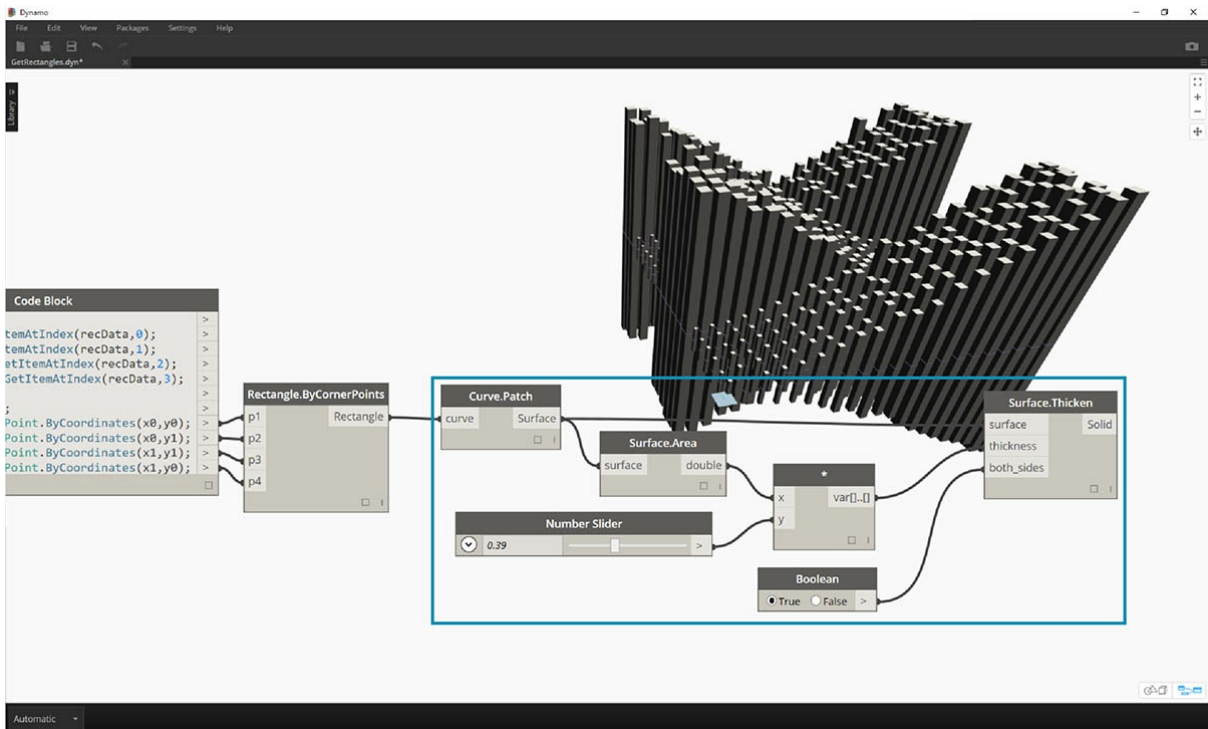 Dynamo
File Edit View Packages Settings Help
GetRectangles.dyn*
Library
Code Block
temAtIndex(recData,0);
temAtIndex(recData,1);
etItemAtIndex(recData,2);
GetItemAtIndex(recData,3);
;
Point.ByCoordinates(x0,y0);
Point.ByCoordinates(x0,y1);
Point.ByCoordinates(x1,y1);
Point.ByCoordinates(x1,y0);
Rectangle.ByCornerPoints
p1 Rectangle
p2
p3
p4
Curve.Patch
curve Surface
Surface.Area
surface double
Number Slider
0.39 >
*
x var[]..[]
y
Boolean
True False >
Surface.Thicken
surface Solid
thickness
both_sides
Automatic